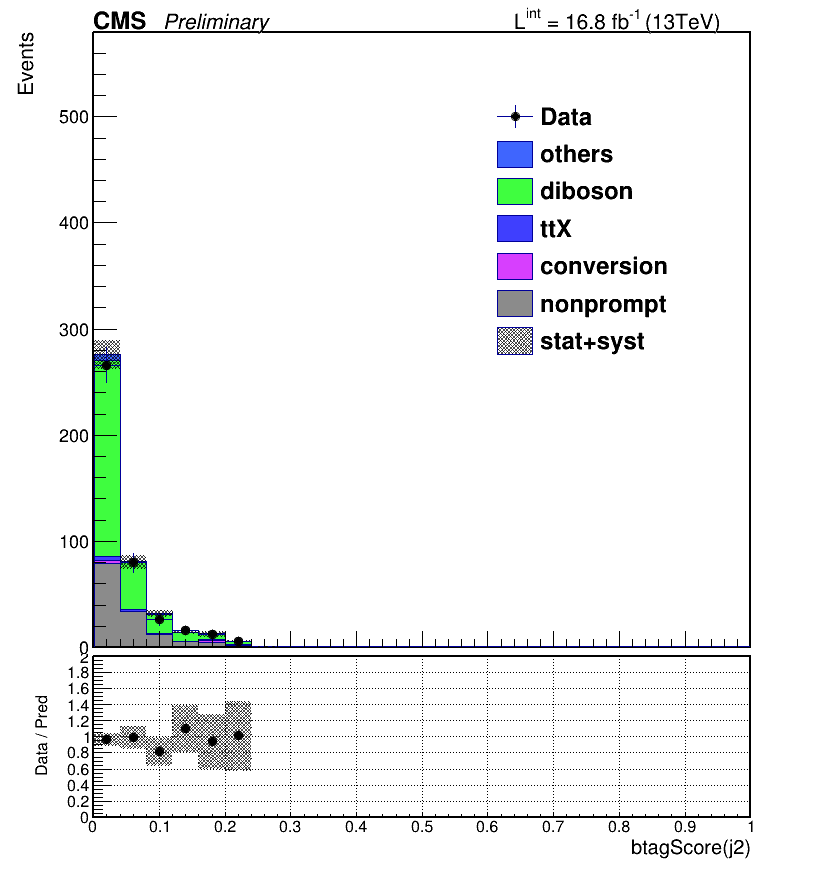 CMS Preliminary L^int = 16.8 fb^-1 (13TeV)
Events
500
400
300
200
100
0
Data
others
diboson
ttX
conversion
nonprompt
stat+syst
Data / Pred
2
1.8
1.6
1.4
1.2
1
0.8
0.6
0.4
0.2
0
0 0.1 0.2 0.3 0.4 0.5 0.6 0.7 0.8 0.9 1
btagScore(j2)